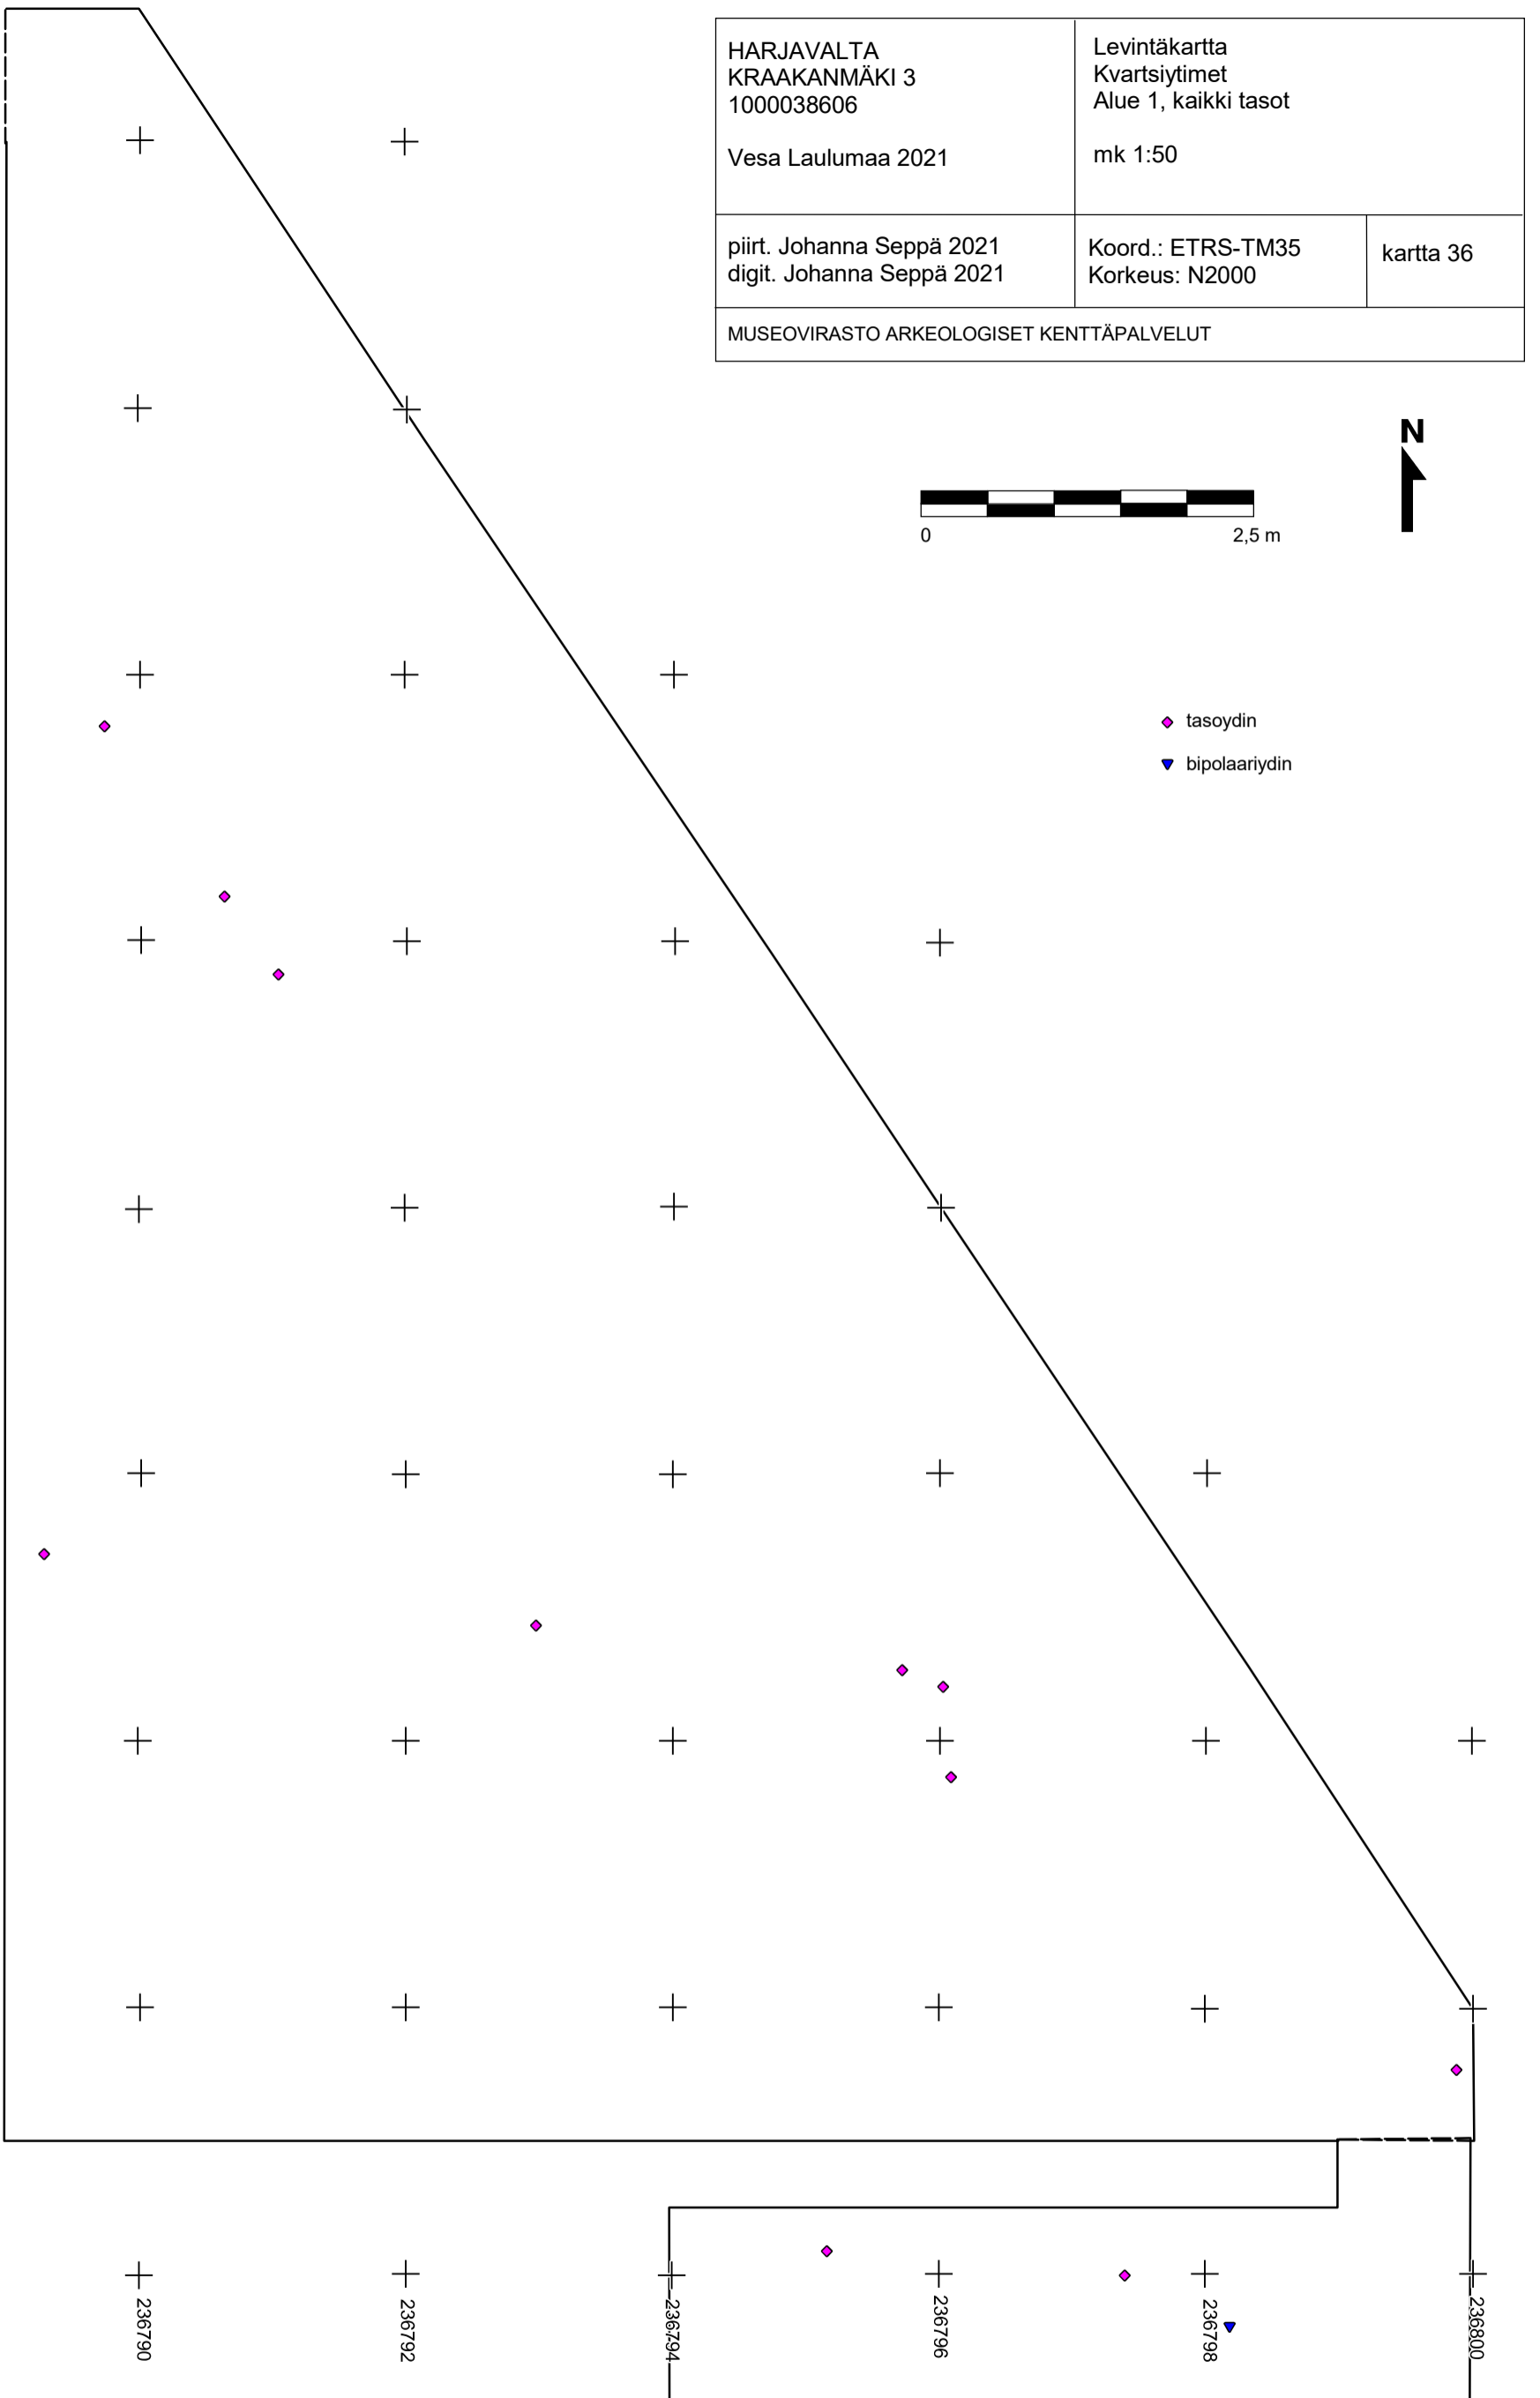 HARJAVALTA
KRAAKANMÄKI 3
1000038606
Vesa Laulumaa 2021
Levintäkartta
Kvartsiytimet
Alue 1, kaikki tasot
mk 1:50
piirt. Johanna Seppä 2021
digit. Johanna Seppä 2021
Koord.: ETRS-TM35
Korkeus: N2000
kartta 36
MUSEOVIRASTO ARKEOLOGISET KENTTÄPALVELUT
N
0 2,5 m
tasoydin
bipolaariydin
236790
236792
236794
236796
236798
236800